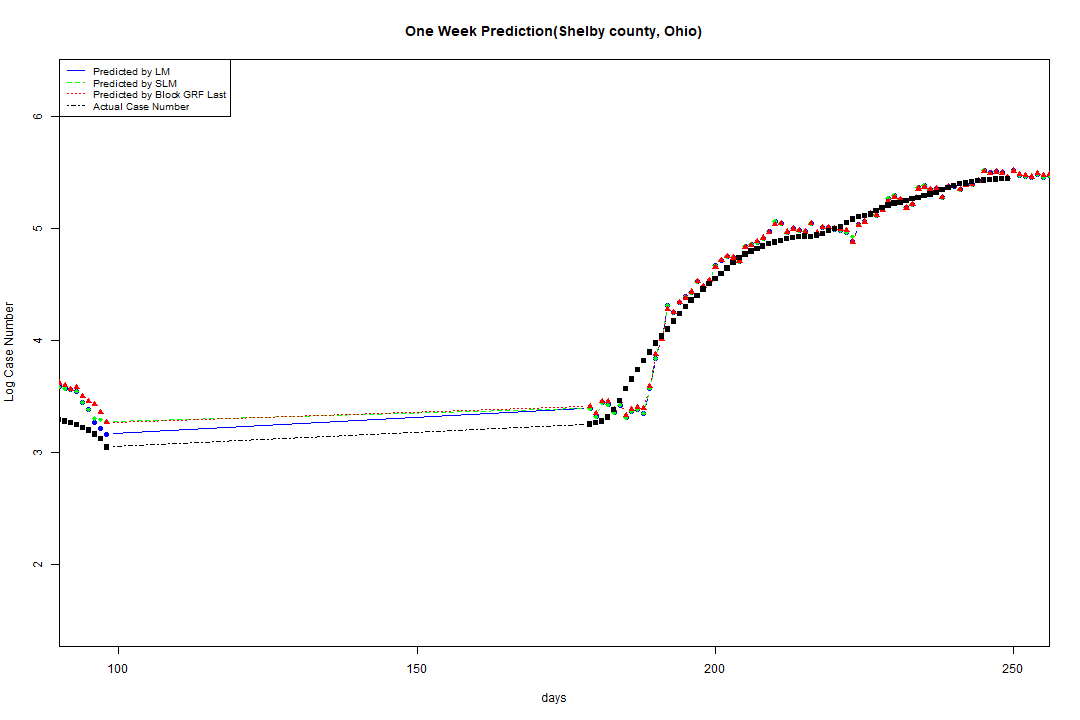 One Week Prediction(Shelby county, Ohio)
Predicted by LM
Predicted by SLM
Predicted by Block GRF Last
Actual Case Number
6
5
4
3
2
Log Case Number
100
150
200
250
days